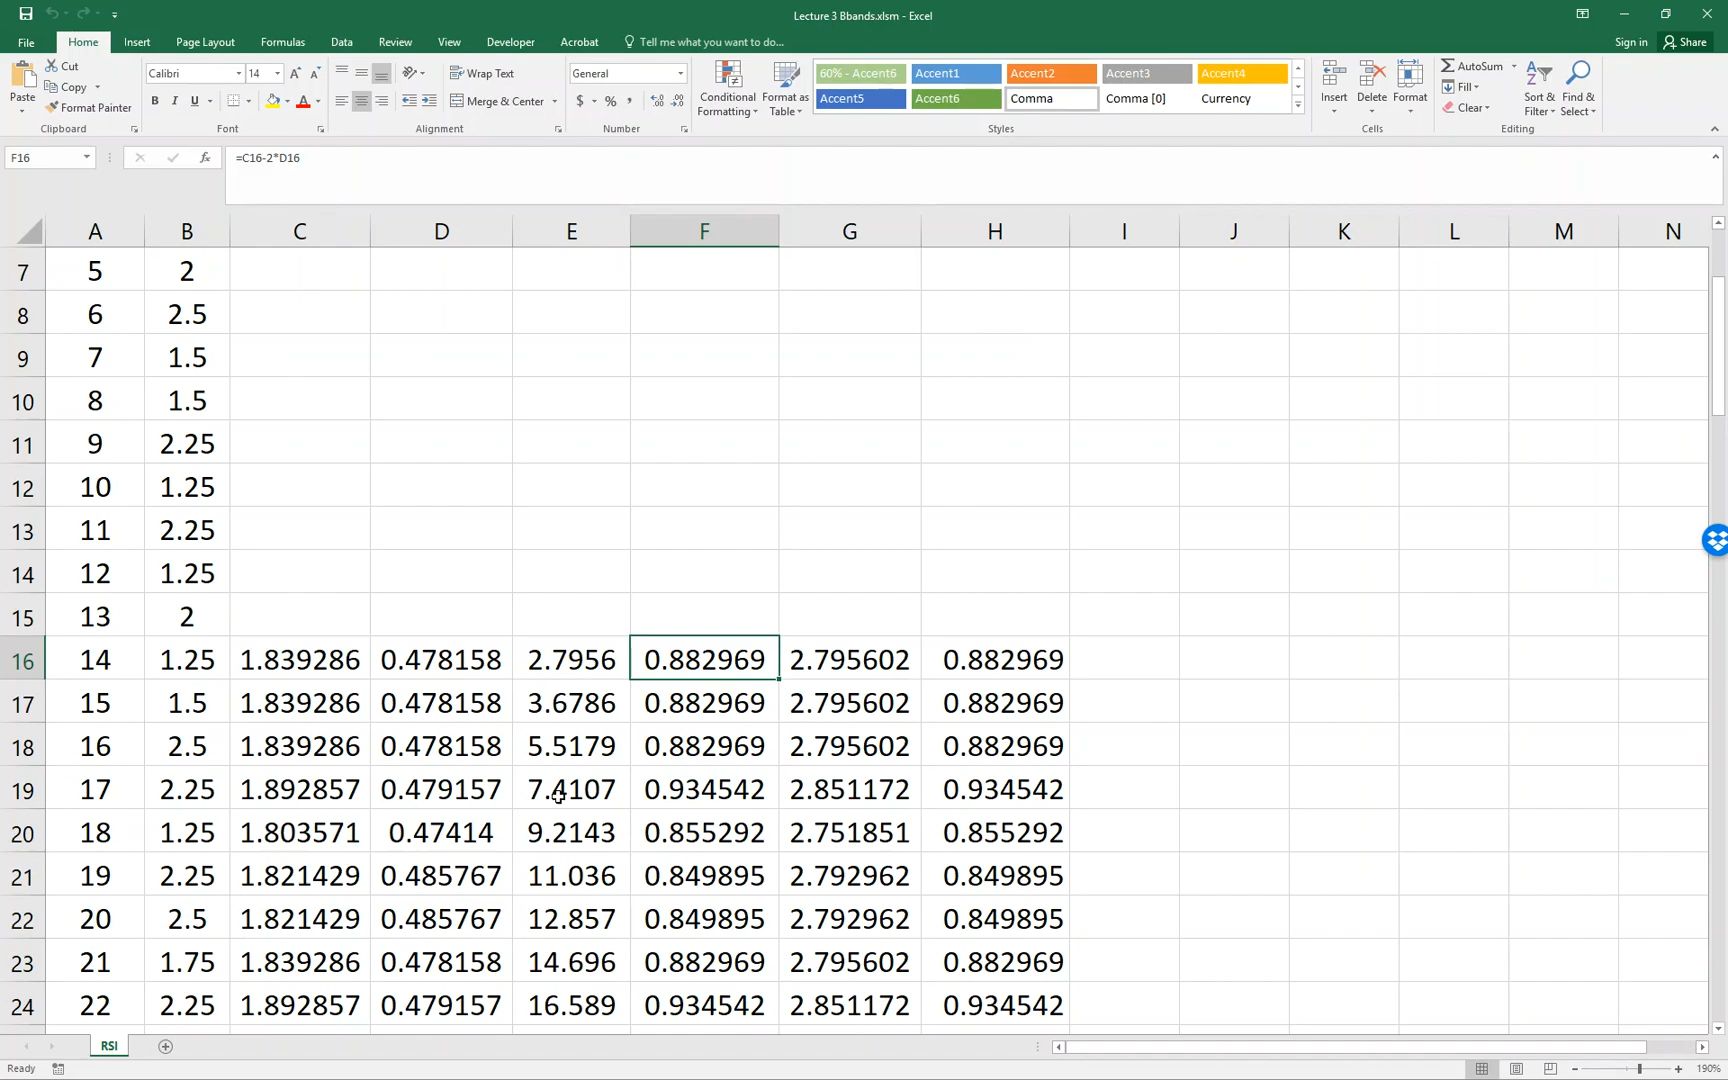 Lecture 3 Bbands.xlsm - Excel
File Home Insert Page Layout Formulas Data Review View Developer Acrobat Tell me what you want to do... Sign in Share
Paste
Cut
Copy
Format Painter
Clipboard
Calibri 14
B I U
Font
Wrap Text
Merge & Center
Alignment
General
$ % ,
Number
Conditional Formatting
Format as Table
60% - Accent6 Accent1 Accent2 Accent3 Accent4
Accent5 Accent6 Comma Comma [0] Currency
Styles
Insert Delete Format
Cells
AutoSum
Fill
Clear
Sort & Filter
Find & Select
Editing
F16 fx =C16-2*D16
A B C D E F G H I J K L M N
7 5 2
8 6 2.5
9 7 1.5
10 8 1.5
11 9 2.25
12 10 1.25
13 11 2.25
14 12 1.25
15 13 2
16 14 1.25 1.839286 0.478158 2.7956 0.882969 2.795602 0.882969
17 15 1.5 1.839286 0.478158 3.6786 0.882969 2.795602 0.882969
18 16 2.5 1.839286 0.478158 5.5179 0.882969 2.795602 0.882969
19 17 2.25 1.892857 0.479157 7.4107 0.934542 2.851172 0.934542
20 18 1.25 1.803571 0.47414 9.2143 0.855292 2.751851 0.855292
21 19 2.25 1.821429 0.485767 11.036 0.849895 2.792962 0.849895
22 20 2.5 1.821429 0.485767 12.857 0.849895 2.792962 0.849895
23 21 1.75 1.839286 0.478158 14.696 0.882969 2.795602 0.882969
24 22 2.25 1.892857 0.479157 16.589 0.934542 2.851172 0.934542
RSI
Ready 190%